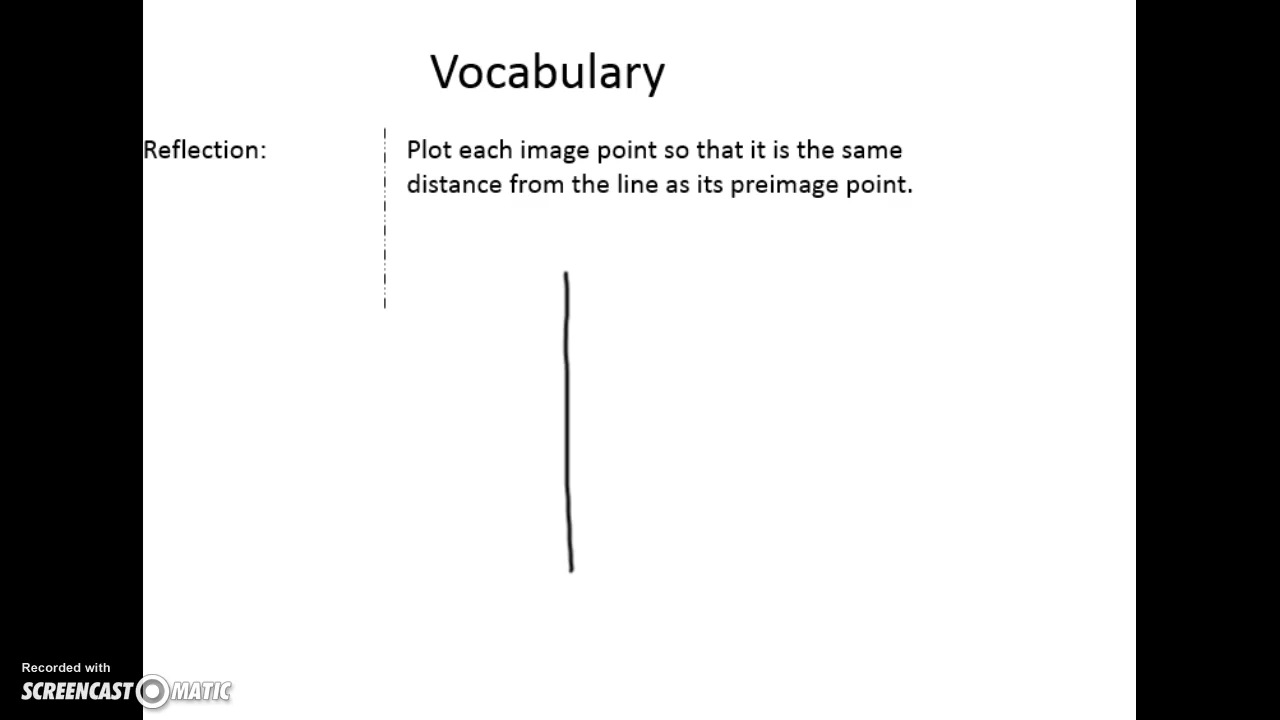 Vocabulary
Reflection:
Plot each image point so that it is the same
distance from the line as its preimage point.
Recorded with
SCREENCAST MATIC